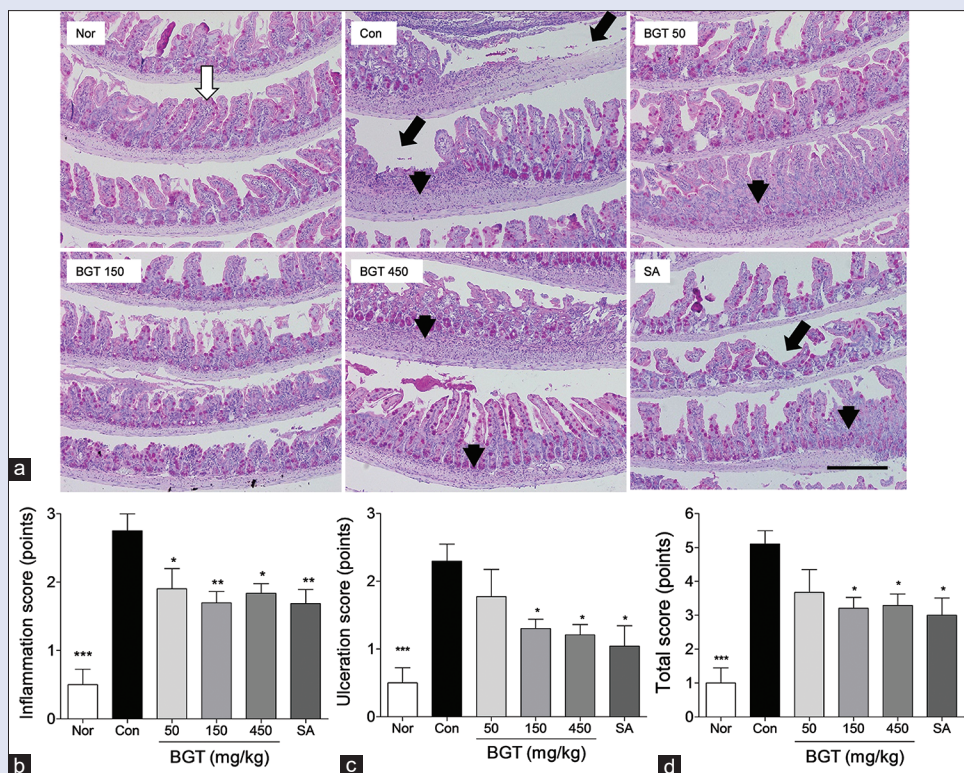 Nor
Con
BGT 50
BGT 150
BGT 450
SA
a
3
2
1
0
Inflammation score (points)
***
*
**
*
**
Nor
Con
50
150
450
SA
BGT (mg/kg)
b
3
2
1
0
Ulceration score (points)
***
*
*
*
Nor
Con
50
150
450
SA
BGT (mg/kg)
c
6
5
4
3
2
1
0
Total score (points)
***
*
*
*
Nor
Con
50
150
450
SA
BGT (mg/kg)
d